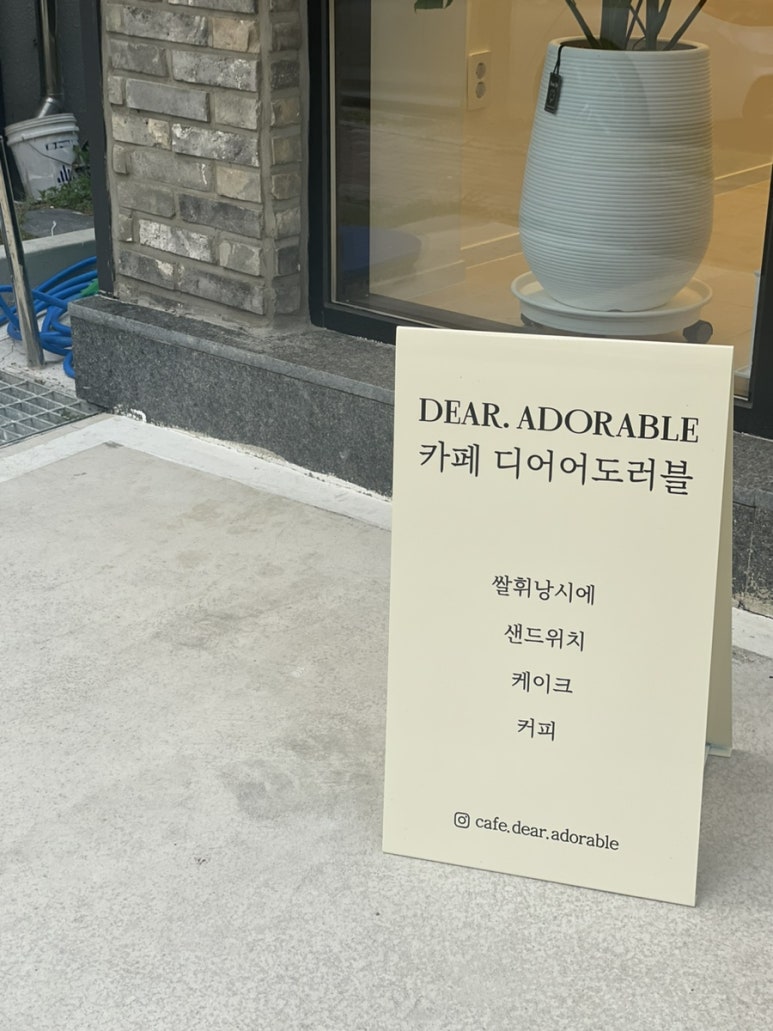 DEAR. ADORABLE
카페 디어어도러블
쌀휘낭시에
샌드위치
케이크
커피
cafe.dear.adorable